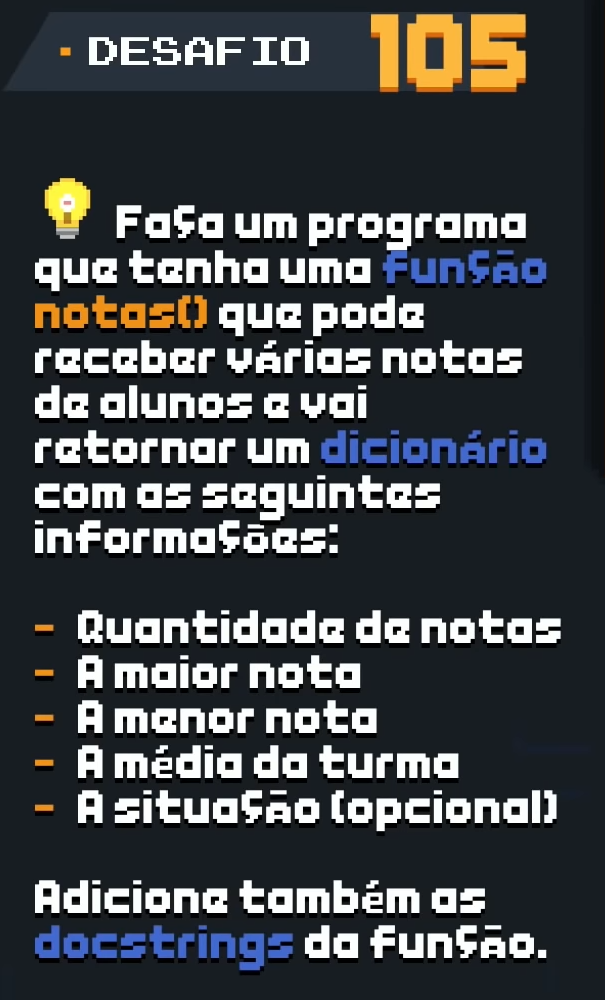 DESAFIO 105
Faça um programa
que tenha uma função
notas() que pode
receber várias notas
de alunos e vai
retornar um dicionário
com as seguintes
informações:
- Quantidade de notas
- A maior nota
- A menor nota
- A média da turma
- A situação (opcional)
Adicione também as
docstrings da função.